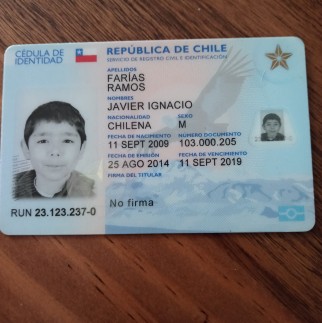 CÉDULA DE
IDENTIDAD
REPÚBLICA DE CHILE
SERVICIO DE REGISTRO CIVIL E IDENTIFICACIÓN
APELLIDOS
FARÍAS
RAMOS
NOMBRES
JAVIER IGNACIO
NACIONALIDAD SEXO
CHILENA M
FECHA DE NACIMIENTO NÚMERO DOCUMENTO
11 SEPT 2009 103.000.205
FECHA DE EMISIÓN FECHA DE VENCIMIENTO
25 AGO 2014 11 SEPT 2019
FIRMA DEL TITULAR
No firma
RUN 23.123.237-0